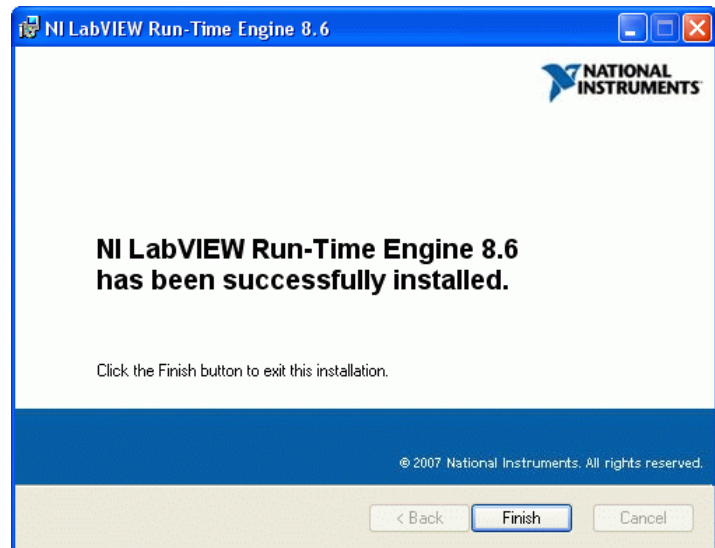 NI LabVIEW Run-Time Engine 8.6
NATIONAL
INSTRUMENTS
NI LabVIEW Run-Time Engine 8.6
has been successfully installed.
Click the Finish button to exit this installation.
© 2007 National Instruments. All rights reserved.
< Back Finish Cancel